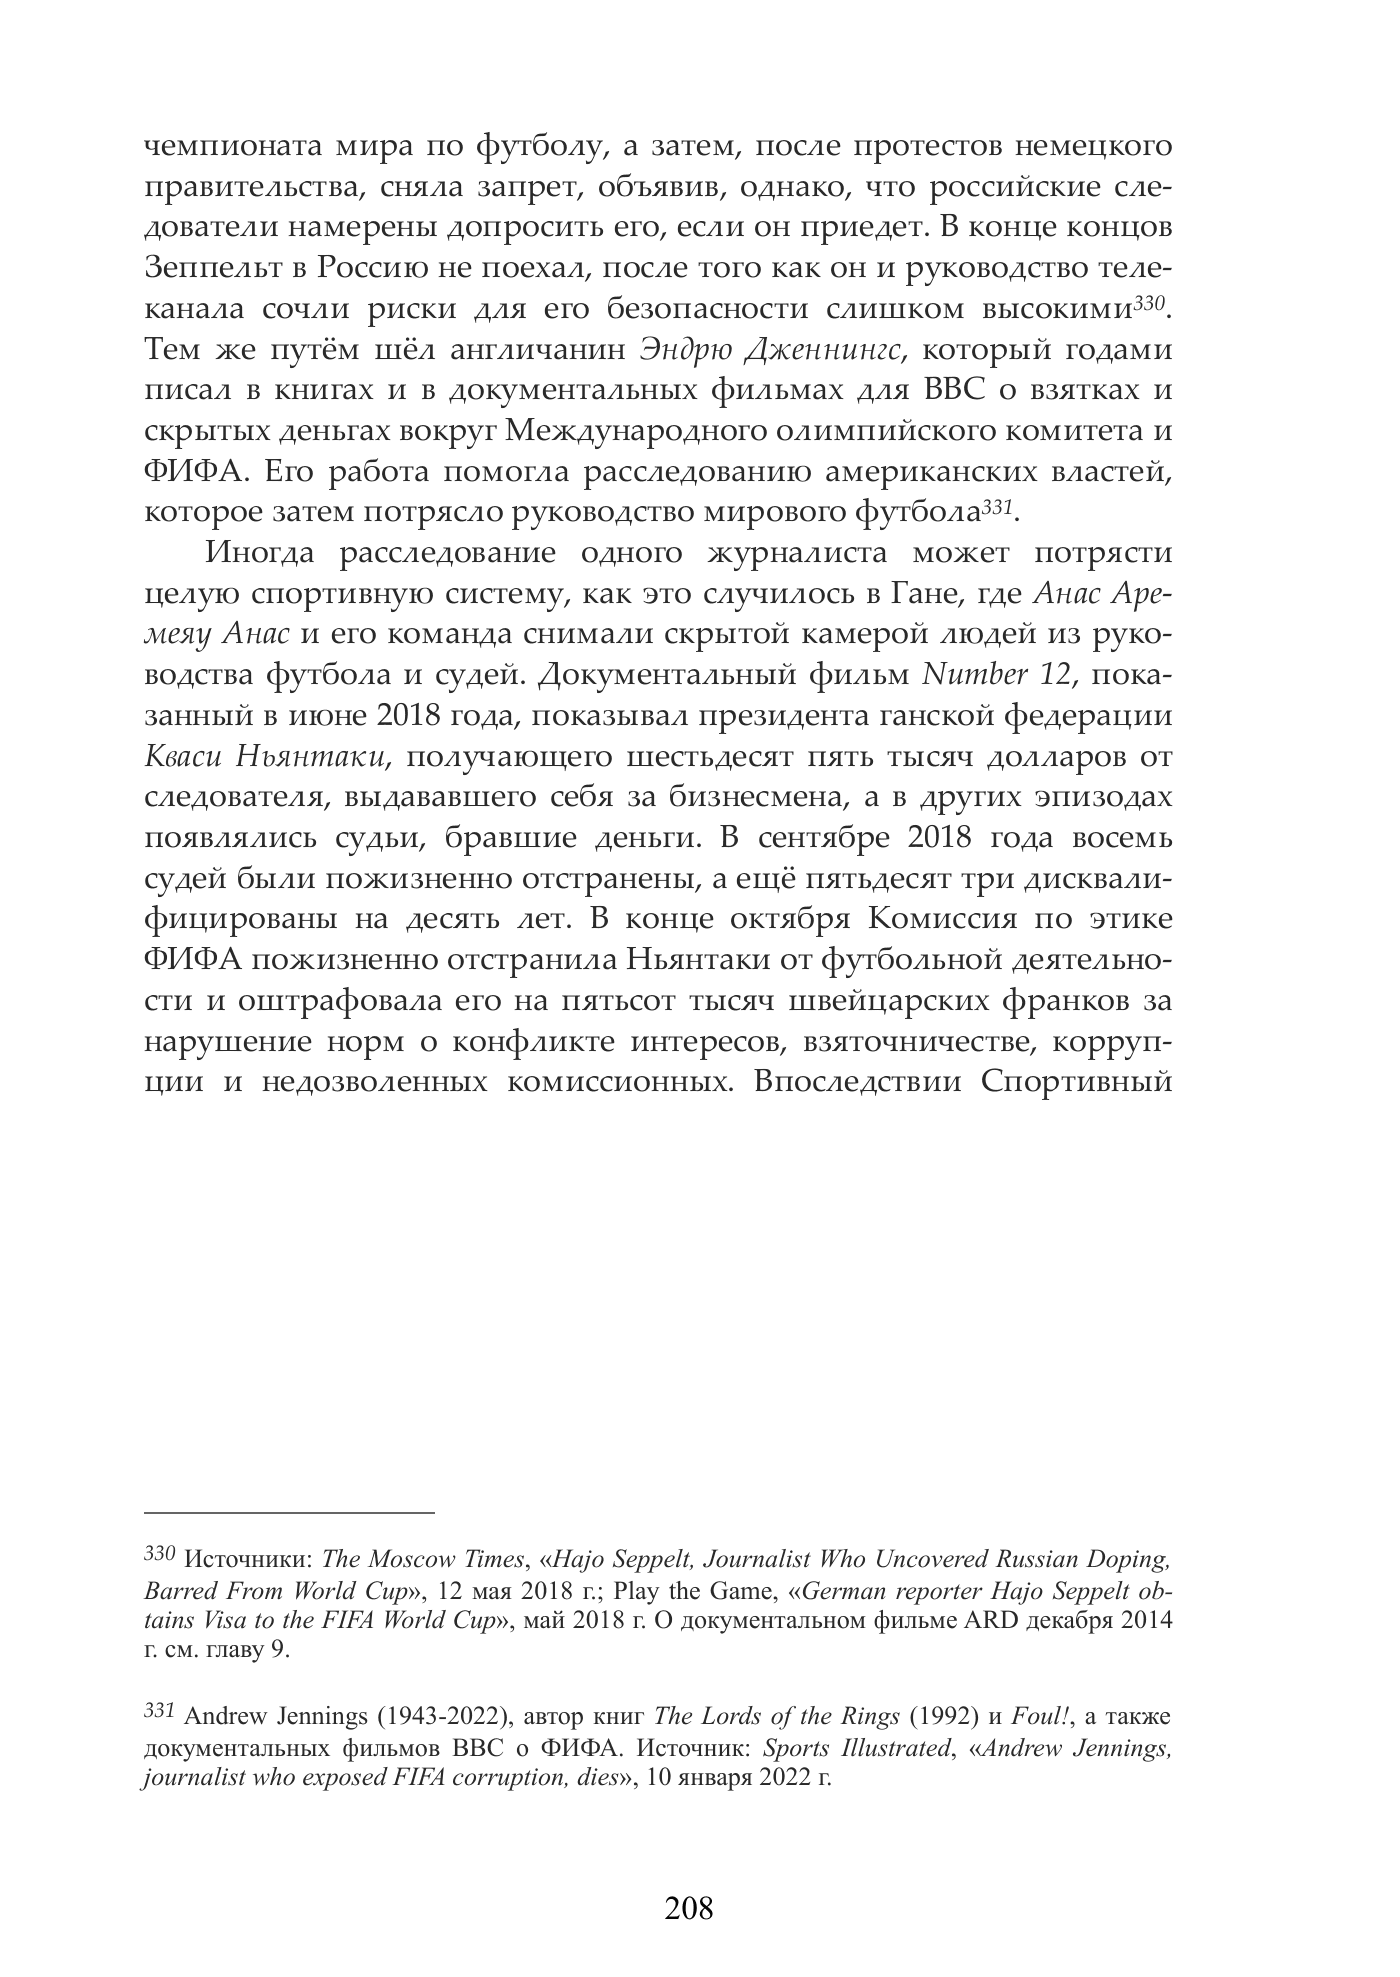 чемпионата мира по футболу, а затем, после протестов немецкого
правительства, сняла запрет, объявив, однако, что российские сле-
дователи намерены допросить его, если он приедет. В конце концов
Зеппельт в Россию не поехал, после того как он и руководство теле-
канала сочли риски для его безопасности слишком высокими330.
Тем же путём шёл англичанин Эндрю Дженнингс, который годами
писал в книгах и в документальных фильмах для BBC о взятках и
скрытых деньгах вокруг Международного олимпийского комитета и
ФИФА. Его работа помогла расследованию американских властей,
которое затем потрясло руководство мирового футбола331.
Иногда расследование одного журналиста может потрясти
целую спортивную систему, как это случилось в Гане, где Анас Аре-
меяу Анас и его команда снимали скрытой камерой людей из руко-
водства футбола и судей. Документальный фильм Number 12, пока-
занный в июне 2018 года, показывал президента ганской федерации
Кваси Ньянтаки, получающего шестьдесят пять тысяч долларов от
следователя, выдававшего себя за бизнесмена, а в других эпизодах
появлялись судьи, бравшие деньги. В сентябре 2018 года восемь
судей были пожизненно отстранены, а ещё пятьдесят три дисквали-
фицированы на десять лет. В конце октября Комиссия по этике
ФИФА пожизненно отстранила Ньянтаки от футбольной деятельно-
сти и оштрафовала его на пятьсот тысяч швейцарских франков за
нарушение норм о конфликте интересов, взяточничестве, корруп-
ции и недозволенных комиссионных. Впоследствии Спортивный
330 Источники: The Moscow Times, «Hajo Seppelt, Journalist Who Uncovered Russian Doping,
Barred From World Cup», 12 мая 2018 г.; Play the Game, «German reporter Hajo Seppelt ob-
tains Visa to the FIFA World Cup», май 2018 г. О документальном фильме ARD декабря 2014
г. см. главу 9.
331 Andrew Jennings (1943-2022), автор книг The Lords of the Rings (1992) и Foul!, а также
документальных фильмов BBC о ФИФА. Источник: Sports Illustrated, «Andrew Jennings,
journalist who exposed FIFA corruption, dies», 10 января 2022 г.
208